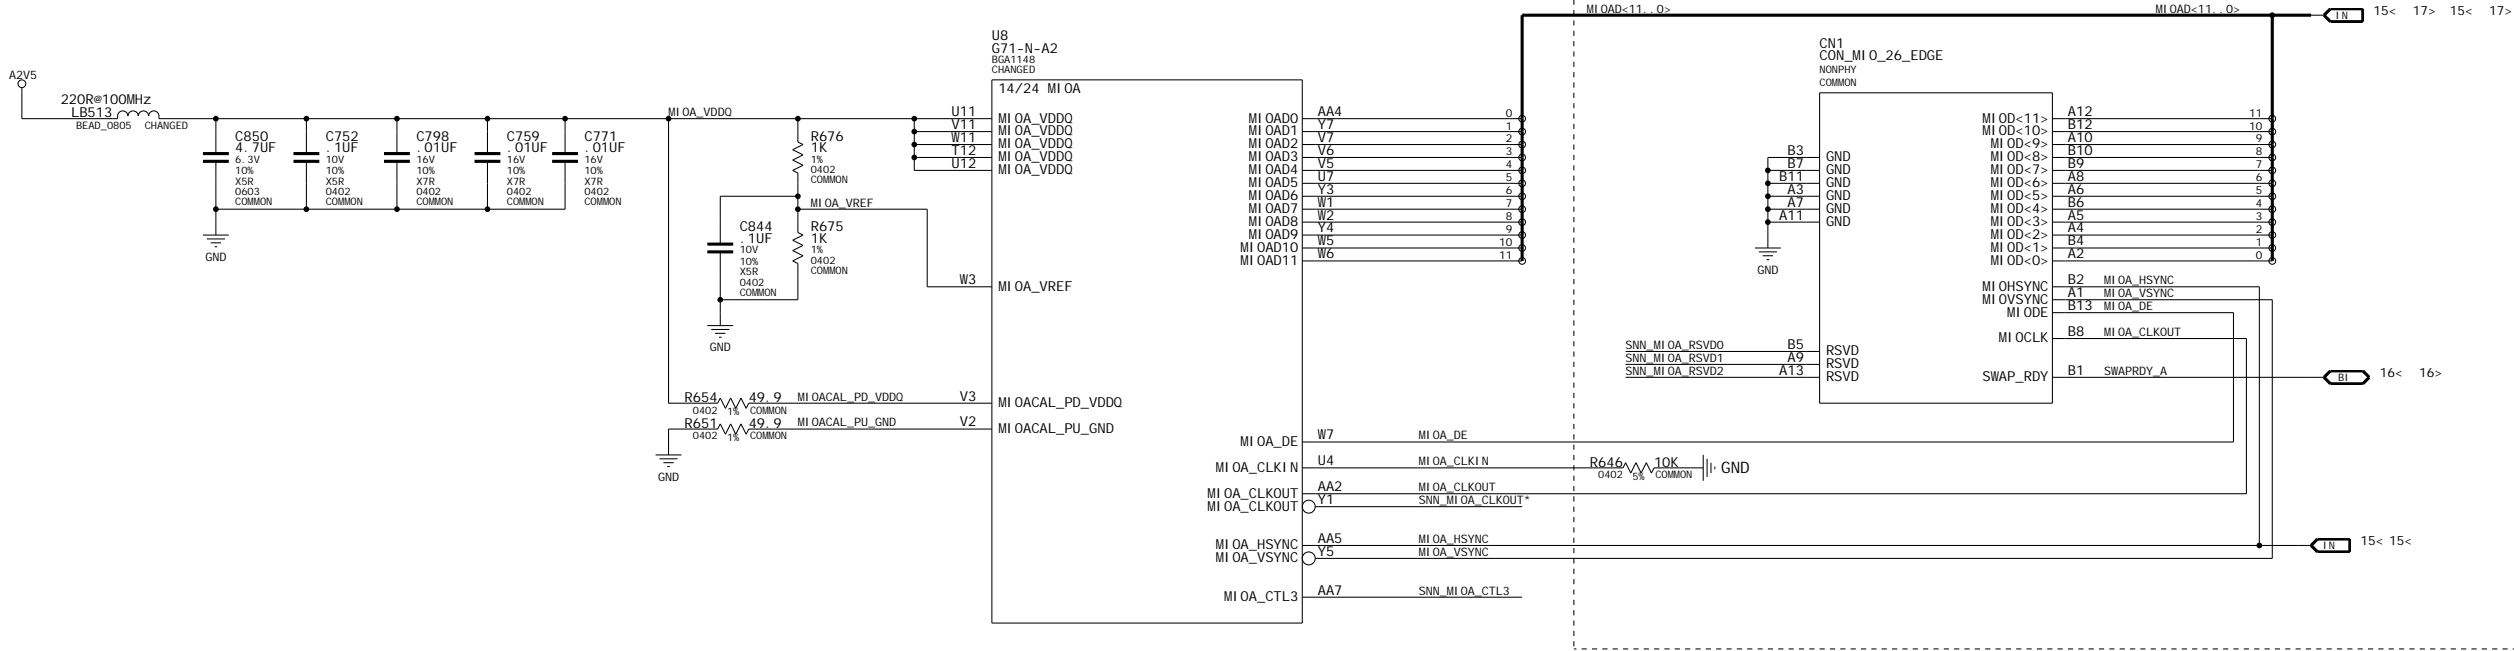 MIOAD<11..0>
MIOAD<11..0>
IN
15< 17> 15< 17>
A2V5
220R@100MHz
LB513
BEAD_0805 CHANGED
C850
4.7UF
6.3V
10%
X5R
0603
COMMON
C752
.1UF
10V
10%
X5R
0402
COMMON
C798
.01UF
16V
10%
X7R
0402
COMMON
C759
.01UF
16V
10%
X7R
0402
COMMON
C771
.01UF
16V
10%
X7R
0402
COMMON
GND
MIOA_VDDQ
R676
1K
1%
0402
COMMON
MIOA_VREF
C844
.1UF
10V
10%
X5R
0402
COMMON
R675
1K
1%
0402
COMMON
GND
R654 49.9 MIOACAL_PD_VDDQ
0402 1% COMMON
R651 49.9 MIOACAL_PU_GND
0402 1% COMMON
GND
U8
G71-N-A2
BGA1148
CHANGED
14/24 MIOA
U11 MIOA_VDDQ
V11 MIOA_VDDQ
W11 MIOA_VDDQ
T12 MIOA_VDDQ
U12 MIOA_VDDQ
W3 MIOA_VREF
V3 MIOACAL_PD_VDDQ
V2 MIOACAL_PU_GND
MIOAD0 AA4 0
MIOAD1 Y7 1
MIOAD2 V7 2
MIOAD3 V6 3
MIOAD4 V5 4
MIOAD5 U7 5
MIOAD6 Y3 6
MIOAD7 W1 7
MIOAD8 W2 8
MIOAD9 Y4 9
MIOAD10 W5 10
MIOAD11 W6 11
MIOA_DE W7 MIOA_DE
MIOA_CLKIN U4 MIOA_CLKIN
R646 10K
0402 5% COMMON
GND
MIOA_CLKOUT AA2 MIOA_CLKOUT
MIOA_CLKOUT Y1 SNN_MIOA_CLKOUT*
MIOA_HSYNC AA5 MIOA_HSYNC
MIOA_VSYNC Y5 MIOA_VSYNC
MIOA_CTL3 AA7 SNN_MIOA_CTL3
CN1
CON_MIO_26_EDGE
NONPHY
COMMON
B3 GND
B7 GND
B11 GND
A3 GND
A7 GND
A11 GND
GND
SNN_MIOA_RSVD0 B5 RSVD
SNN_MIOA_RSVD1 A9 RSVD
SNN_MIOA_RSVD2 A13 RSVD
MIOD<11> A12 11
MIOD<10> B12 10
MIOD<9> A10 9
MIOD<8> B10 8
MIOD<7> B9 7
MIOD<6> A8 6
MIOD<5> A6 5
MIOD<4> B6 4
MIOD<3> A5 3
MIOD<2> A4 2
MIOD<1> B4 1
MIOD<0> A2 0
MIOHSYNC B2 MIOA_HSYNC
MIOVSYNC A1 MIOA_VSYNC
MIODE B13 MIOA_DE
MIOCLK B8 MIOA_CLKOUT
SWAP_RDY B1 SWAPRDY_A
BI
16< 16>
IN
15< 15<